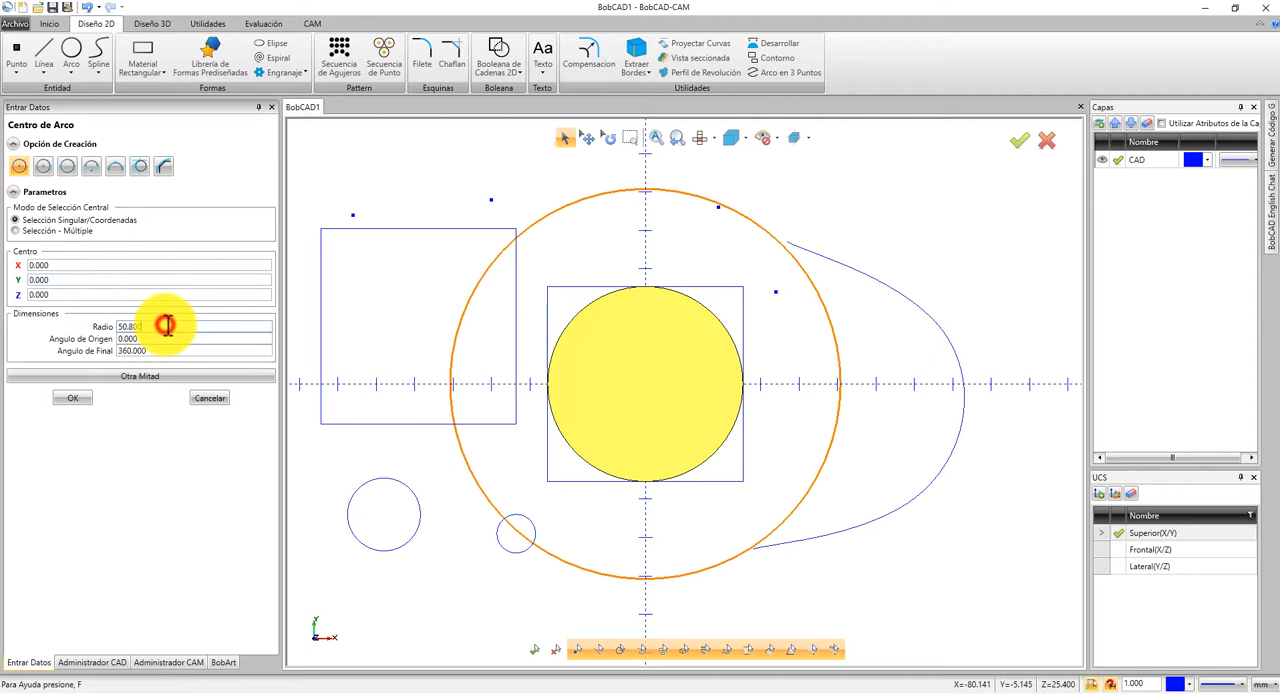 BobCAD1 - BobCAD-CAM
Archivo Inicio Diseño 2D Diseño 3D Utilidades Evaluación CAM
Punto Línea Arco Spline
Entidad
Material Rectangular
Librería de Formas Prediseñadas
Elipse
Espiral
Engranaje
Formas
Secuencia de Agujeros
Secuencia de Punto
Pattern
Filete Chaflan
Esquinas
Booleana de Cadenas 2D
Boleana
Texto
Texto
Compensacion
Extraer Bordes
Proyectar Curvas
Vista seccionada
Perfil de Revolución
Desarrollar
Contorno
Arco en 3 Puntos
Utilidades
Entrar Datos
Centro de Arco
Opción de Creación
Parametros
Modo de Selección Central
Selección Singular/Coordenadas
Selección - Múltiple
Centro
X 0.000
Y 0.000
Z 0.000
Dimensiones
Radio 50.800
Angulo de Origen 0.000
Angulo de Final 360.000
Otra Mitad
OK Cancelar
Entrar Datos Administrador CAD Administrador CAM BobArt
BobCAD1
Y
Z X
Capas
Utilizar Atributos de la Ca
Nombre
CAD
UCS
Nombre
Superior(X/Y)
Frontal(X/Z)
Lateral(Y/Z)
Generar Código G
BobCAD English Chat
Para Ayuda presione, F
X=-80.141 Y=-5.145 Z=25.400 1.000 mm